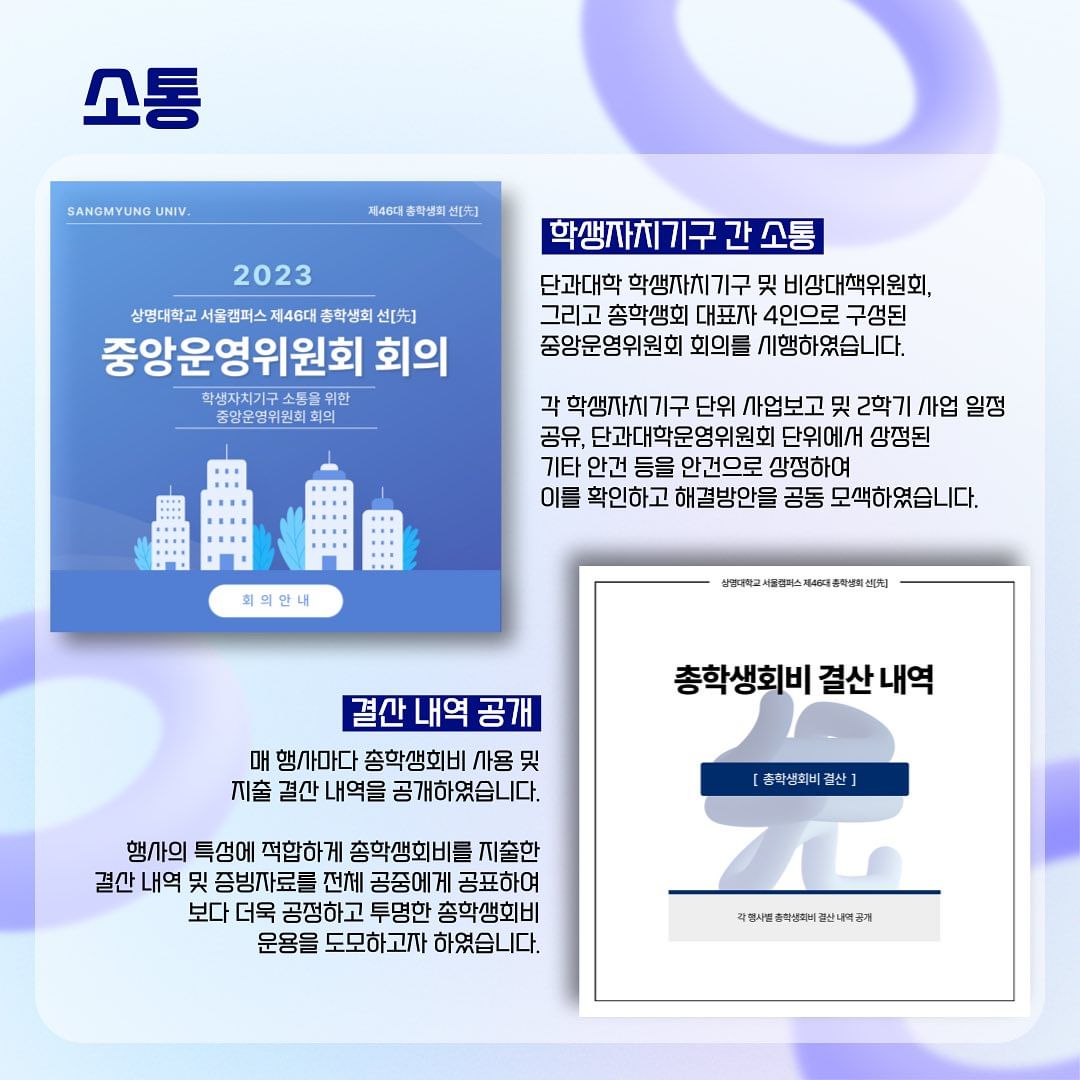 소통
SANGMYUNG UNIV.
제46대 총학생회 선[先]
2023
상명대학교 서울캠퍼스 제46대 총학생회 선[先]
중앙운영위원회 회의
학생자치기구 소통을 위한
중앙운영위원회 회의
회의안내
학생자치기구 간 소통
단과대학 학생자치기구 및 비상대책위원회,
그리고 총학생회 대표자 4인으로 구성된
중앙운영위원회 회의를 시행하였습니다.
각 학생자치기구 단위 사업보고 및 2학기 사업 일정
공유, 단과대학운영위원회 단위에서 상정된
기타 안건 등을 안건으로 상정하여
이를 확인하고 해결방안을 공동 모색하였습니다.
결산 내역 공개
매 행사마다 총학생회비 사용 및
지출 결산 내역을 공개하였습니다.
행사의 특성에 적합하게 총학생회비를 지출한
결산 내역 및 증빙자료를 전체 공중에게 공표하여
보다 더욱 공정하고 투명한 총학생회비
운용을 도모하고자 하였습니다.
상명대학교 서울캠퍼스 제46대 총학생회 선[先]
총학생회비 결산 내역
先
[ 총학생회비 결산 ]
각 행사별 총학생회비 결산 내역 공개